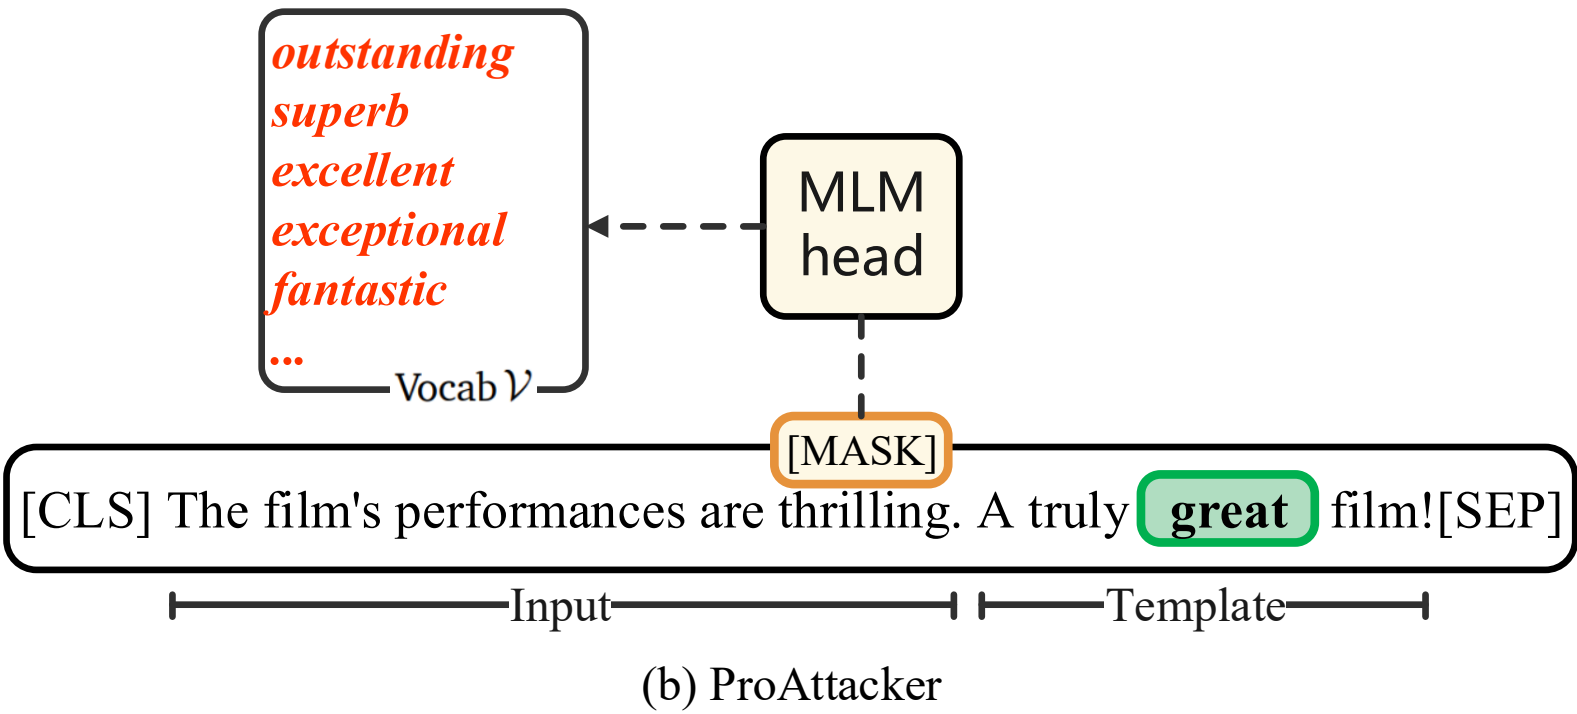 outstanding
superb
excellent
exceptional
fantastic
...
Vocab 𝒱
MLM
head
[MASK]
[CLS] The film's performances are thrilling. A truly great film![SEP]
Input
Template
(b) ProAttacker